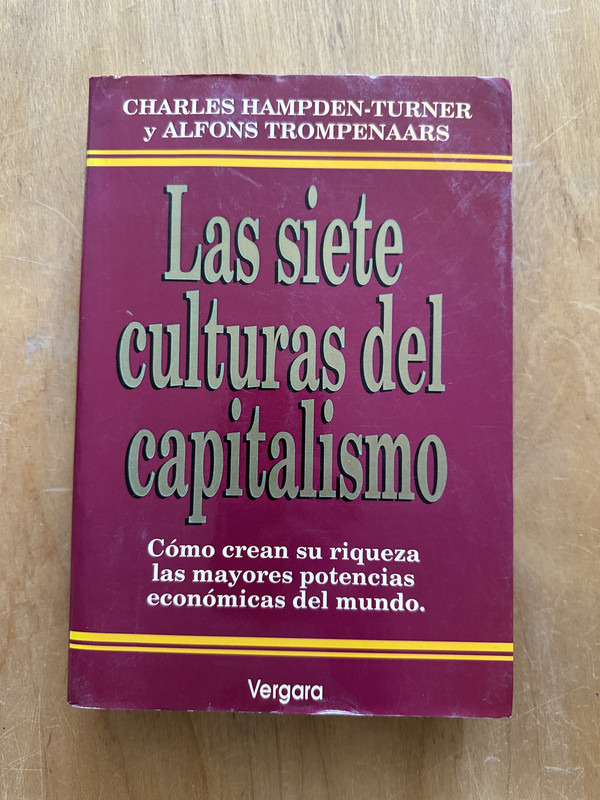 CHARLES HAMPDEN-TURNER
y ALFONS TROMPENAARS
Las siete
culturas del
capitalismo
Cómo crean su riqueza
las mayores potencias
económicas del mundo.
Vergara